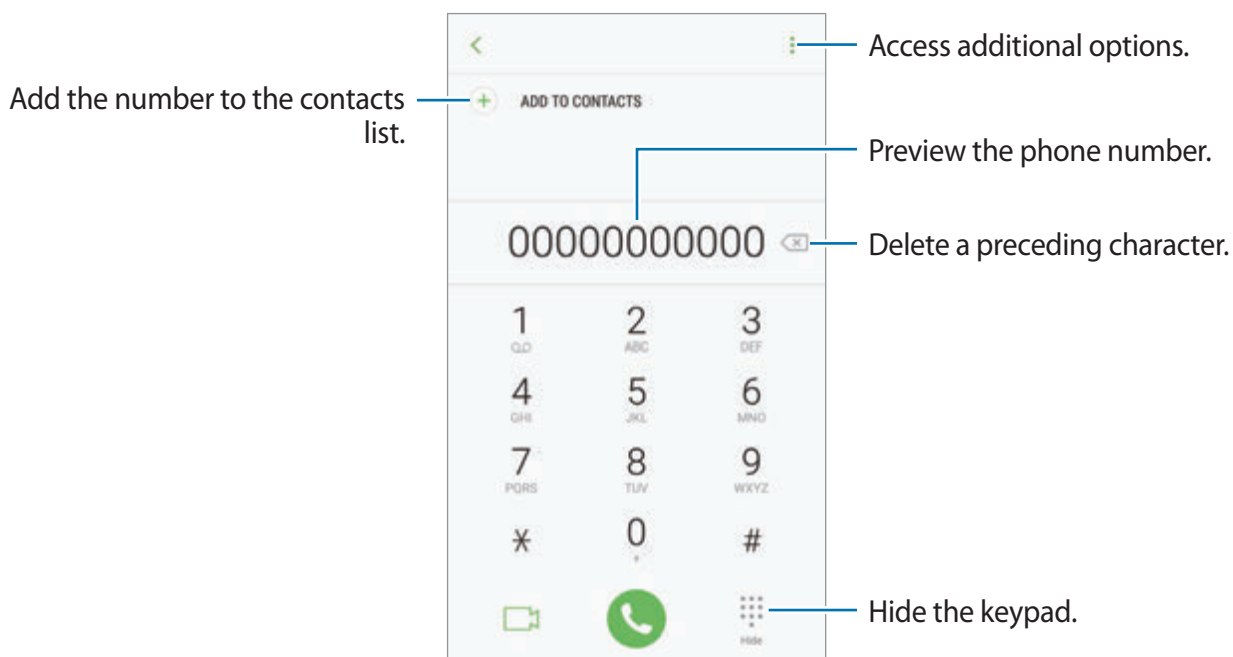 Access additional options.
Add the number to the contacts
list.
ADD TO CONTACTS
Preview the phone number.
00000000000
Delete a preceding character.
1 2 3
ABC DEF
4 5 6
GHI JKL MNO
7 8 9
PQRS TUV WXYZ
* 0 #
+
Hide the keypad.
Hide